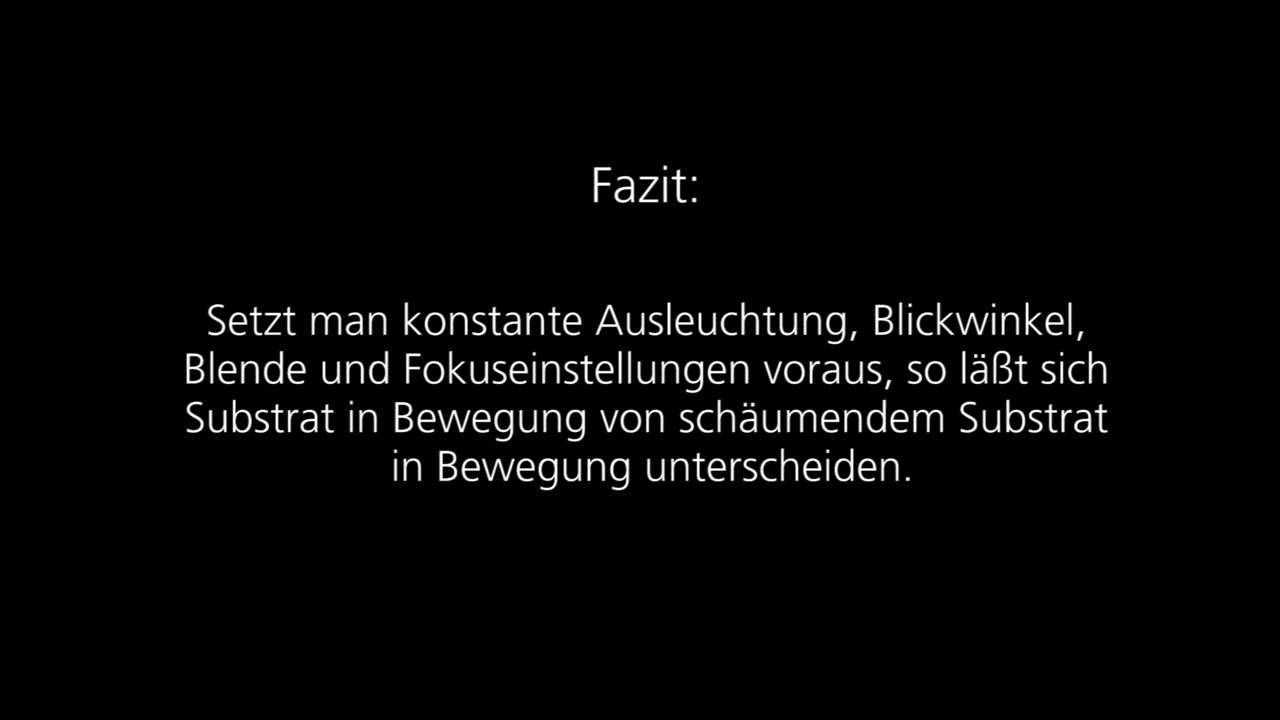 Fazit:
Setzt man konstante Ausleuchtung, Blickwinkel,
Blende und Fokuseinstellungen voraus, so läßt sich
Substrat in Bewegung von schäumendem Substrat
in Bewegung unterscheiden.